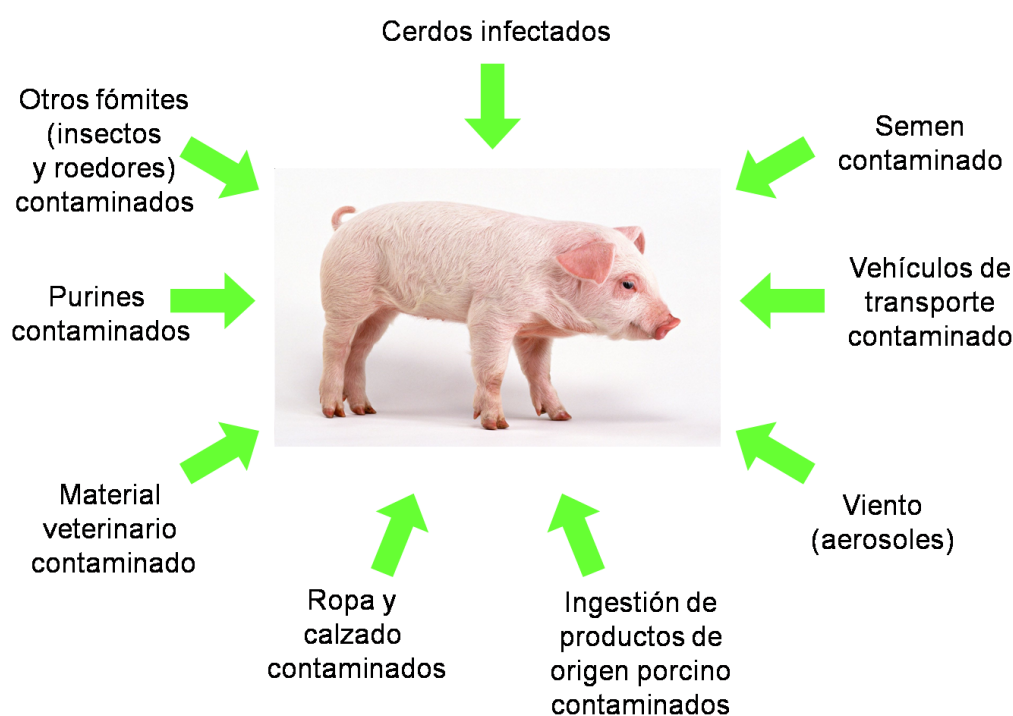 Cerdos infectados
Otros fómites
(insectos
y roedores)
contaminados
Semen
contaminado
Purines
contaminados
Vehículos de
transporte
contaminado
Material
veterinario
contaminado
Viento
(aerosoles)
Ropa y
calzado
contaminados
Ingestión de
productos de
origen porcino
contaminados